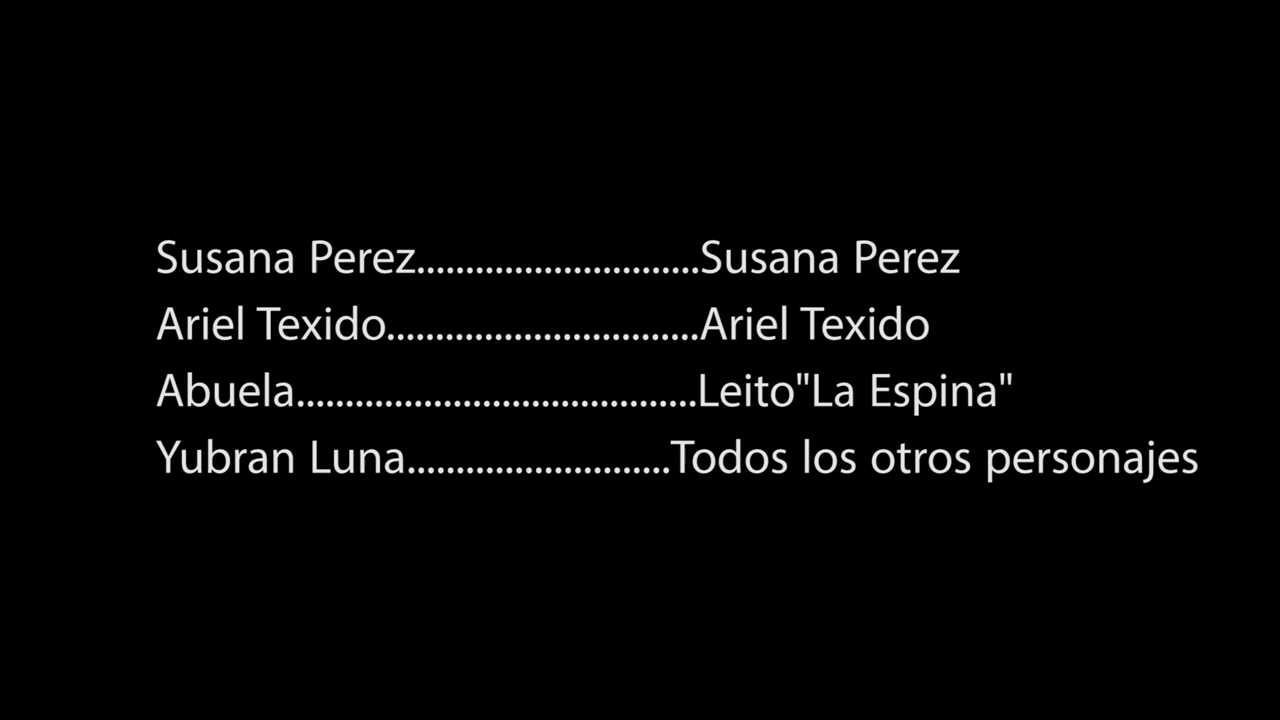 Susana Perez.............................Susana Perez
Ariel Texido................................Ariel Texido
Abuela.........................................Leito"La Espina"
Yubran Luna...........................Todos los otros personajes